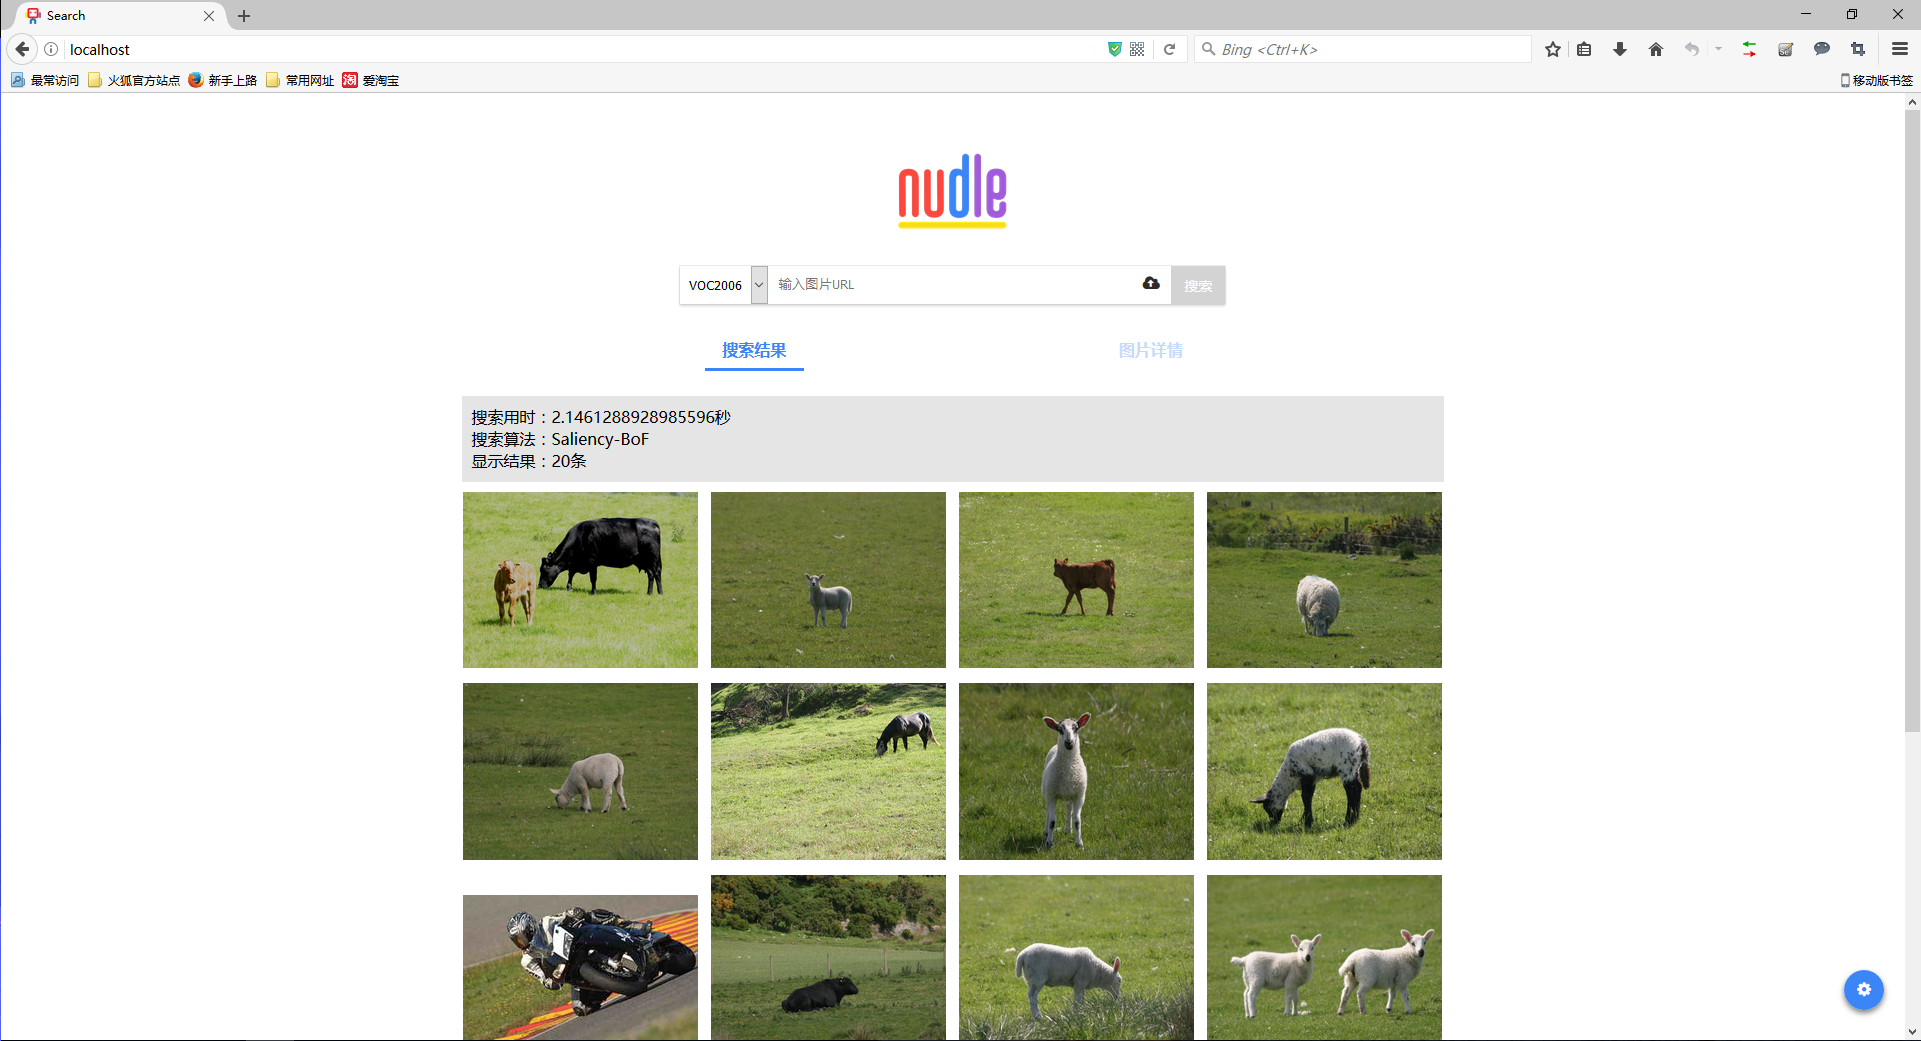 Search
localhost
Bing <Ctrl+K>
最常访问
火狐官方站点
新手上路
常用网址
淘
爱淘宝
移动版书签
nudle
VOC2006
输入图片URL
搜索
搜索结果
图片详情
搜索用时：2.1461288928985596秒
搜索算法：Saliency-BoF
显示结果：20条